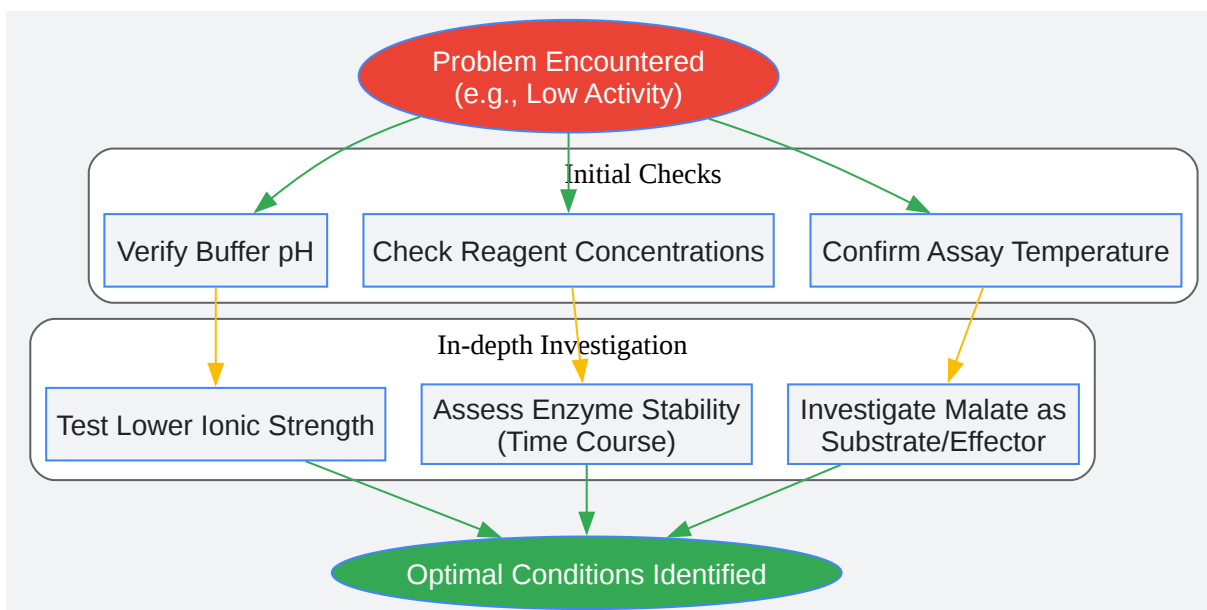 Problem Encountered
(e.g., Low Activity)
Initial Checks
Verify Buffer pH
Check Reagent Concentrations
Confirm Assay Temperature
In-depth Investigation
Test Lower Ionic Strength
Assess Enzyme Stability
(Time Course)
Investigate Malate as
Substrate/Effector
Optimal Conditions Identified